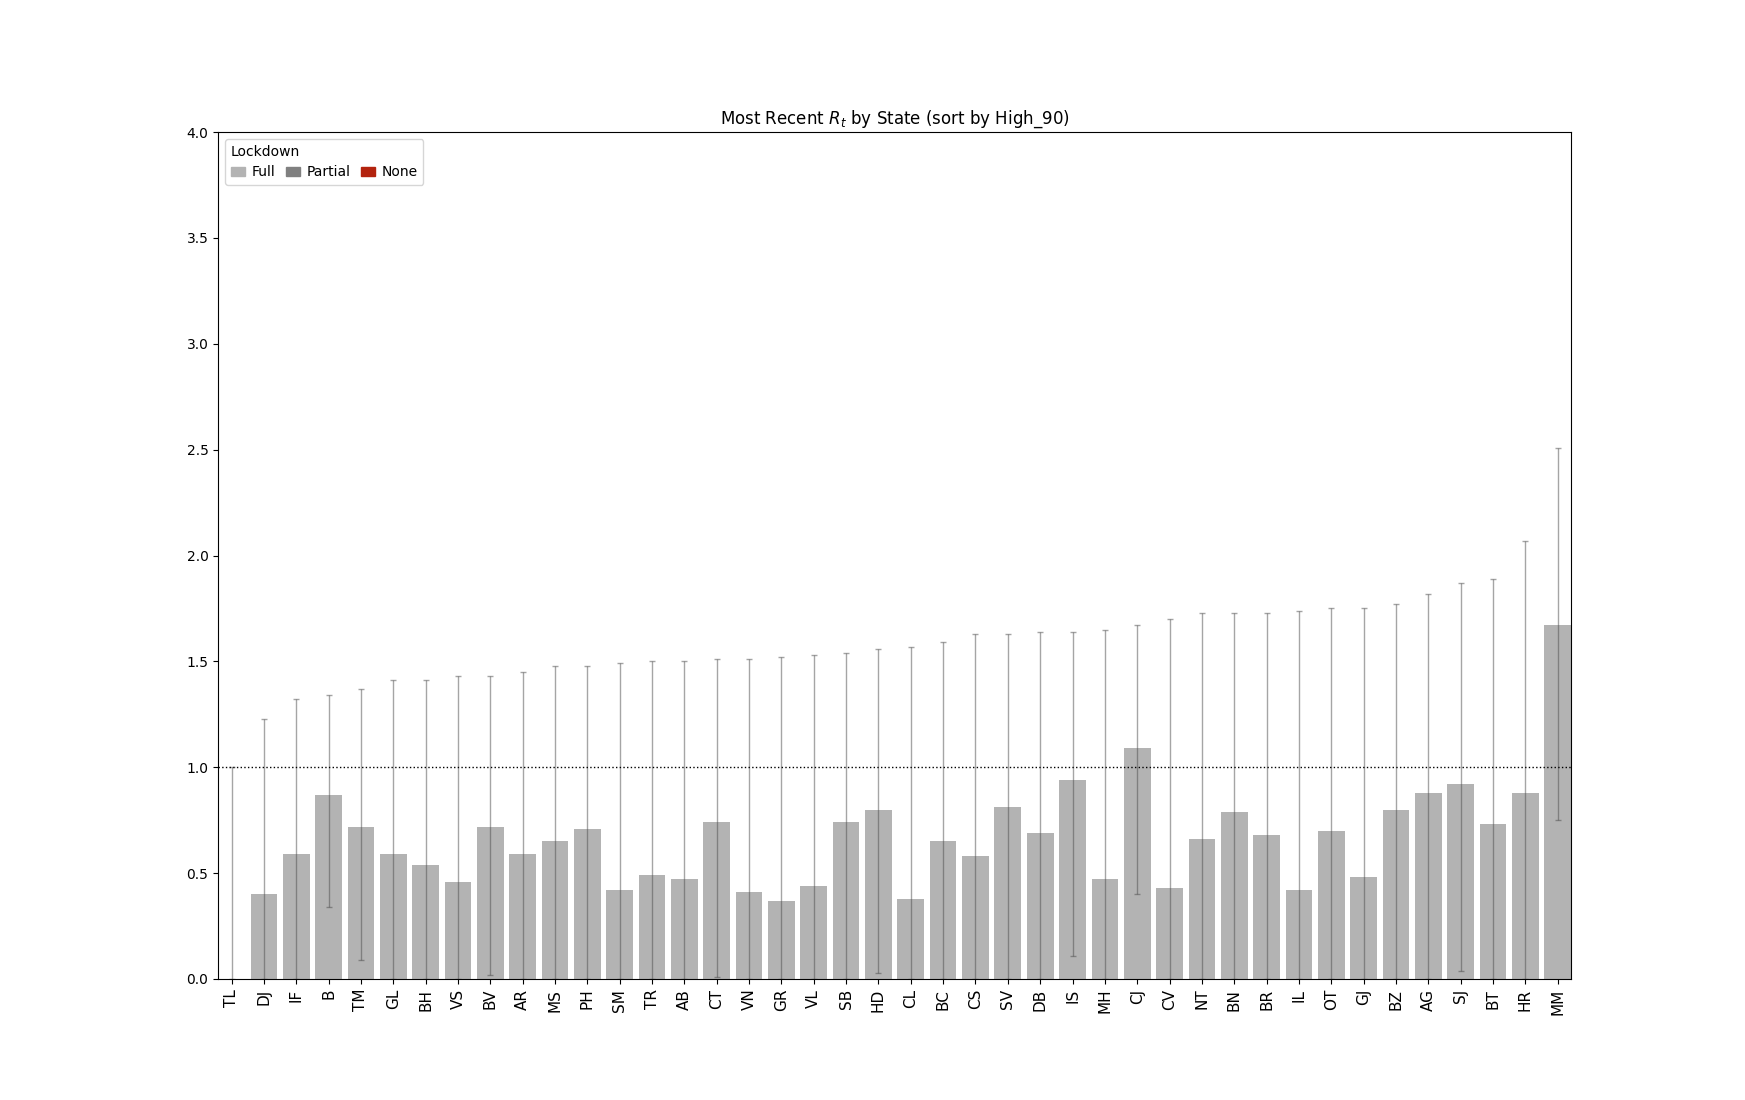 Most Recent Rt by State (sort by High_90)
Lockdown
Full Partial None
4.0
3.5
3.0
2.5
2.0
1.5
1.0
0.5
0.0
TL DJ IF B TM GL BH VS BV AR MS PH SM TR AB CT VN GR VL SB HD CL BC CS SV DB IS MH CJ CV NT BN BR IL OT GJ BZ AG SJ BT HR MM